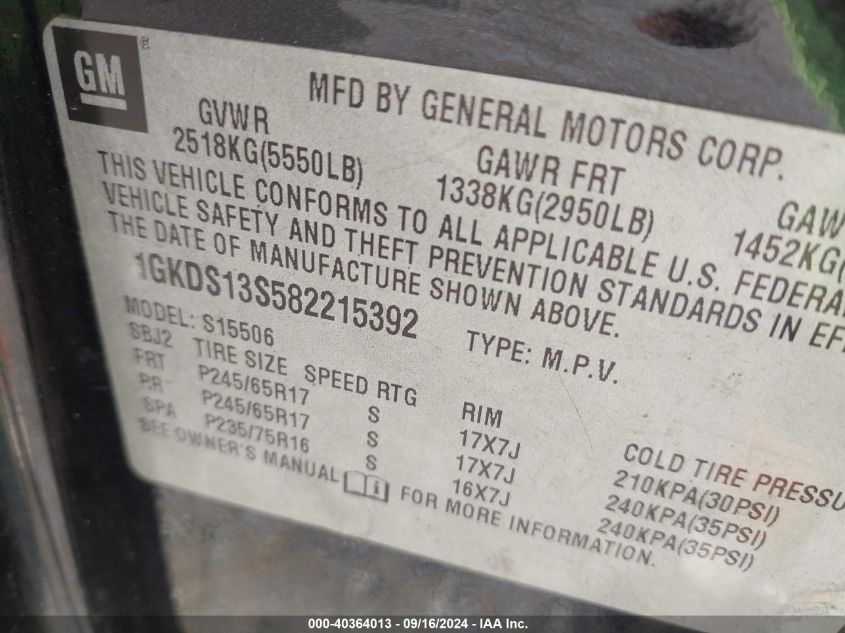 GM ®
MFD BY GENERAL MOTORS CORP.
GVWR GAWR FRT GAW
2518KG(5550LB) 1338KG(2950LB) 1452KG(
THIS VEHICLE CONFORMS TO ALL APPLICABLE U.S. FEDERA
VEHICLE SAFETY AND THEFT PREVENTION STANDARDS IN EF
THE DATE OF MANUFACTURE SHOWN ABOVE.
1GKDS13S582215392 TYPE: M.P.V.
MODEL: S15506
SBJ2 TIRE SIZE SPEED RTG RIM COLD TIRE PRESSU
FRT P245/65R17 S 17X7J 210KPA(30PSI)
RR P245/65R17 S 17X7J 240KPA(35PSI)
SPA P235/75R16 S 16X7J 240KPA(35PSI)
SEE OWNER'S MANUAL FOR MORE INFORMATION.
000-40364013 - 09/16/2024 - IAA Inc.